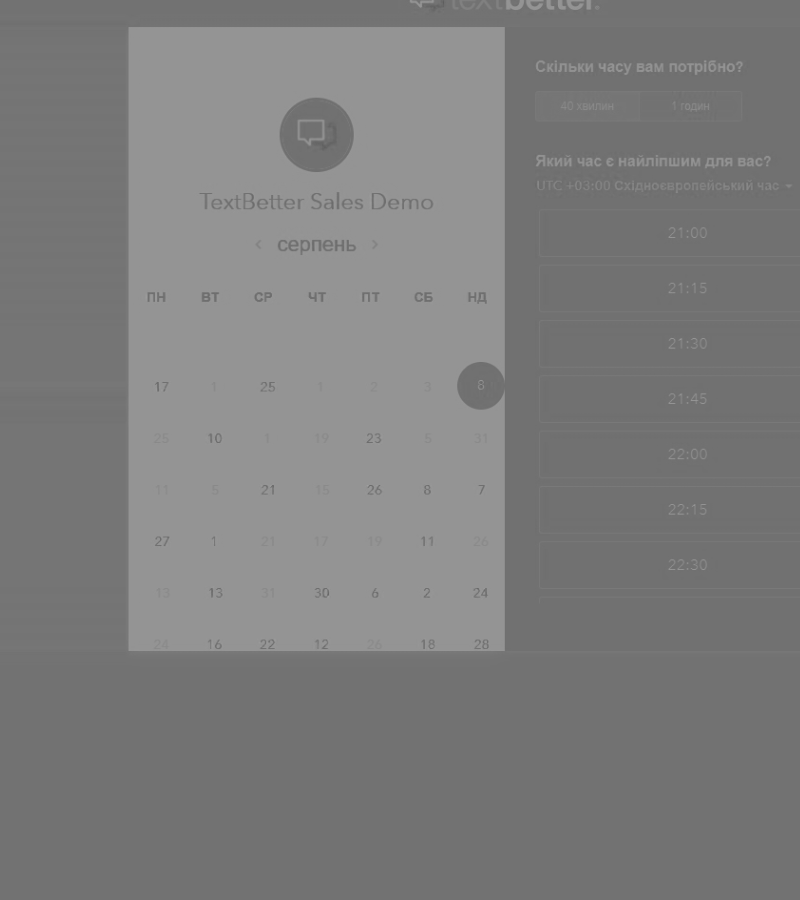 textbetter.
TextBetter Sales Demo
серпень
ПН ВТ СР ЧТ ПТ СБ НД
17 1 25 1 2 3 8
25 10 1 19 23 5 31
11 5 21 15 26 8 7
27 1 21 17 19 11 26
13 13 31 30 6 2 24
24 16 22 12 26 18 28
Скільки часу вам потрібно?
40 хвилин 1 годин
Який час є найліпшим для вас?
UTC +03:00 Східноєвропейський час
21:00
21:15
21:30
21:45
22:00
22:15
22:30